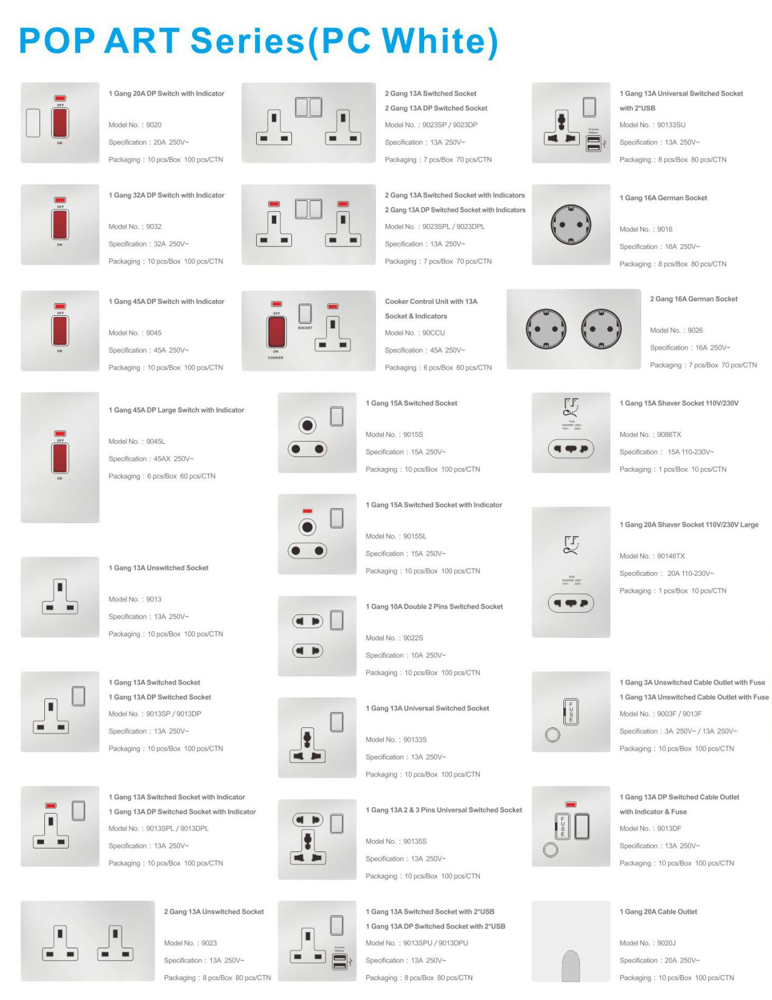 POP ART Series(PC White)
OFF
ON
1 Gang 20A DP Switch with Indicator
Model No. : 9020
Specification : 20A 250V~
Packaging : 10 pcs/Box 100 pcs/CTN
2 Gang 13A Switched Socket
2 Gang 13A DP Switched Socket
Model No. : 9023SP / 9023DP
Specification : 13A 250V~
Packaging : 7 pcs/Box 70 pcs/CTN
2400mA
1 Gang 13A Universal Switched Socket
with 2*USB
Model No. : 90133SU
Specification : 13A 250V~
Packaging : 8 pcs/Box 80 pcs/CTN
OFF
ON
1 Gang 32A DP Switch with Indicator
Model No. : 9032
Specification : 32A 250V~
Packaging : 10 pcs/Box 100 pcs/CTN
2 Gang 13A Switched Socket with Indicators
2 Gang 13A DP Switched Socket with Indicators
Model No. : 9023SPL / 9023DPL
Specification : 13A 250V~
Packaging : 7 pcs/Box 70 pcs/CTN
1 Gang 16A German Socket
Model No. : 9016
Specification : 16A 250V~
Packaging : 8 pcs/Box 80 pcs/CTN
OFF
ON
1 Gang 45A DP Switch with Indicator
Model No. : 9045
Specification : 45A 250V~
Packaging : 10 pcs/Box 100 pcs/CTN
OFF
SOCKET
ON
COOKER
Cooker Control Unit with 13A
Socket & Indicators
Model No. : 90CCU
Specification : 45A 250V~
Packaging : 6 pcs/Box 60 pcs/CTN
2 Gang 16A German Socket
Model No. : 9026
Specification : 16A 250V~
Packaging : 7 pcs/Box 70 pcs/CTN
OFF
ON
1 Gang 45A DP Large Switch with Indicator
Model No. : 9045L
Specification : 45AX 250V~
Packaging : 6 pcs/Box 60 pcs/CTN
1 Gang 15A Switched Socket
Model No. : 9015S
Specification : 15A 250V~
Packaging : 10 pcs/Box 100 pcs/CTN
SHAVERS ONLY
110V~ 230V~
1 Gang 15A Shaver Socket 110V/230V
Model No. : 9086TX
Specification : 15A 110-230V~
Packaging : 1 pcs/Box 10 pcs/CTN
1 Gang 15A Switched Socket with Indicator
Model No. : 9015SL
Specification : 15A 250V~
Packaging : 10 pcs/Box 100 pcs/CTN
20VA
SHAVERS ONLY
110V~ 230V~
1 Gang 20A Shaver Socket 110V/230V Large
Model No. : 90146TX
Specification : 20A 110-230V~
Packaging : 1 pcs/Box 10 pcs/CTN
1 Gang 13A Unswitched Socket
Model No. : 9013
Specification : 13A 250V~
Packaging : 10 pcs/Box 100 pcs/CTN
1 Gang 10A Double 2 Pins Switched Socket
Model No. : 9022S
Specification : 10A 250V~
Packaging : 10 pcs/Box 100 pcs/CTN
1 Gang 13A Switched Socket
1 Gang 13A DP Switched Socket
Model No. : 9013SP / 9013DP
Specification : 13A 250V~
Packaging : 10 pcs/Box 100 pcs/CTN
1 Gang 13A Universal Switched Socket
Model No. : 90133S
Specification : 13A 250V~
Packaging : 10 pcs/Box 100 pcs/CTN
FUSE
1 Gang 3A Unswitched Cable Outlet with Fuse
1 Gang 13A Unswitched Cable Outlet with Fuse
Model No. : 9003F / 9013F
Specification : 3A 250V~ / 13A 250V~
Packaging : 10 pcs/Box 100 pcs/CTN
1 Gang 13A Switched Socket with Indicator
1 Gang 13A DP Switched Socket with Indicator
Model No. : 9013SPL / 9013DPL
Specification : 13A 250V~
Packaging : 10 pcs/Box 100 pcs/CTN
1 Gang 13A 2 & 3 Pins Universal Switched Socket
Model No. : 90135S
Specification : 13A 250V~
Packaging : 10 pcs/Box 100 pcs/CTN
FUSE
1 Gang 13A DP Switched Cable Outlet
with Indicator & Fuse
Model No. : 9013DF
Specification : 13A 250V~
Packaging : 10 pcs/Box 100 pcs/CTN
2 Gang 13A Unswitched Socket
Model No. : 9023
Specification : 13A 250V~
Packaging : 8 pcs/Box 80 pcs/CTN
2400mA
1 Gang 13A Switched Socket with 2*USB
1 Gang 13A DP Switched Socket with 2*USB
Model No. : 9013SPU / 9013DPU
Specification : 13A 250V~
Packaging : 8 pcs/Box 80 pcs/CTN
1 Gang 20A Cable Outlet
Model No. : 9020J
Specification : 20A 250V~
Packaging : 10 pcs/Box 100 pcs/CTN